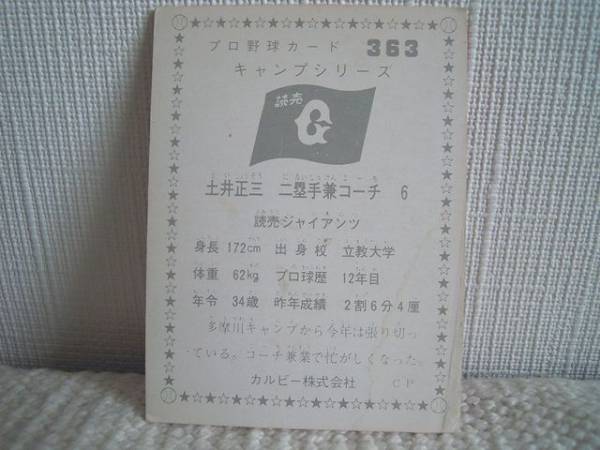 プロ野球カード 363
キャンプシリーズ
読売
G
土井正三 二塁手兼コーチ 6
読売ジャイアンツ
身長 172cm 出身校 立教大学
体重 62kg プロ球歴 12年目
年令 34歳 昨年成績 2割6分4厘
多摩川キャンプから今年は張り切っ
ている。コーチ兼業で忙がしくなった。
カルビー株式会社 CP